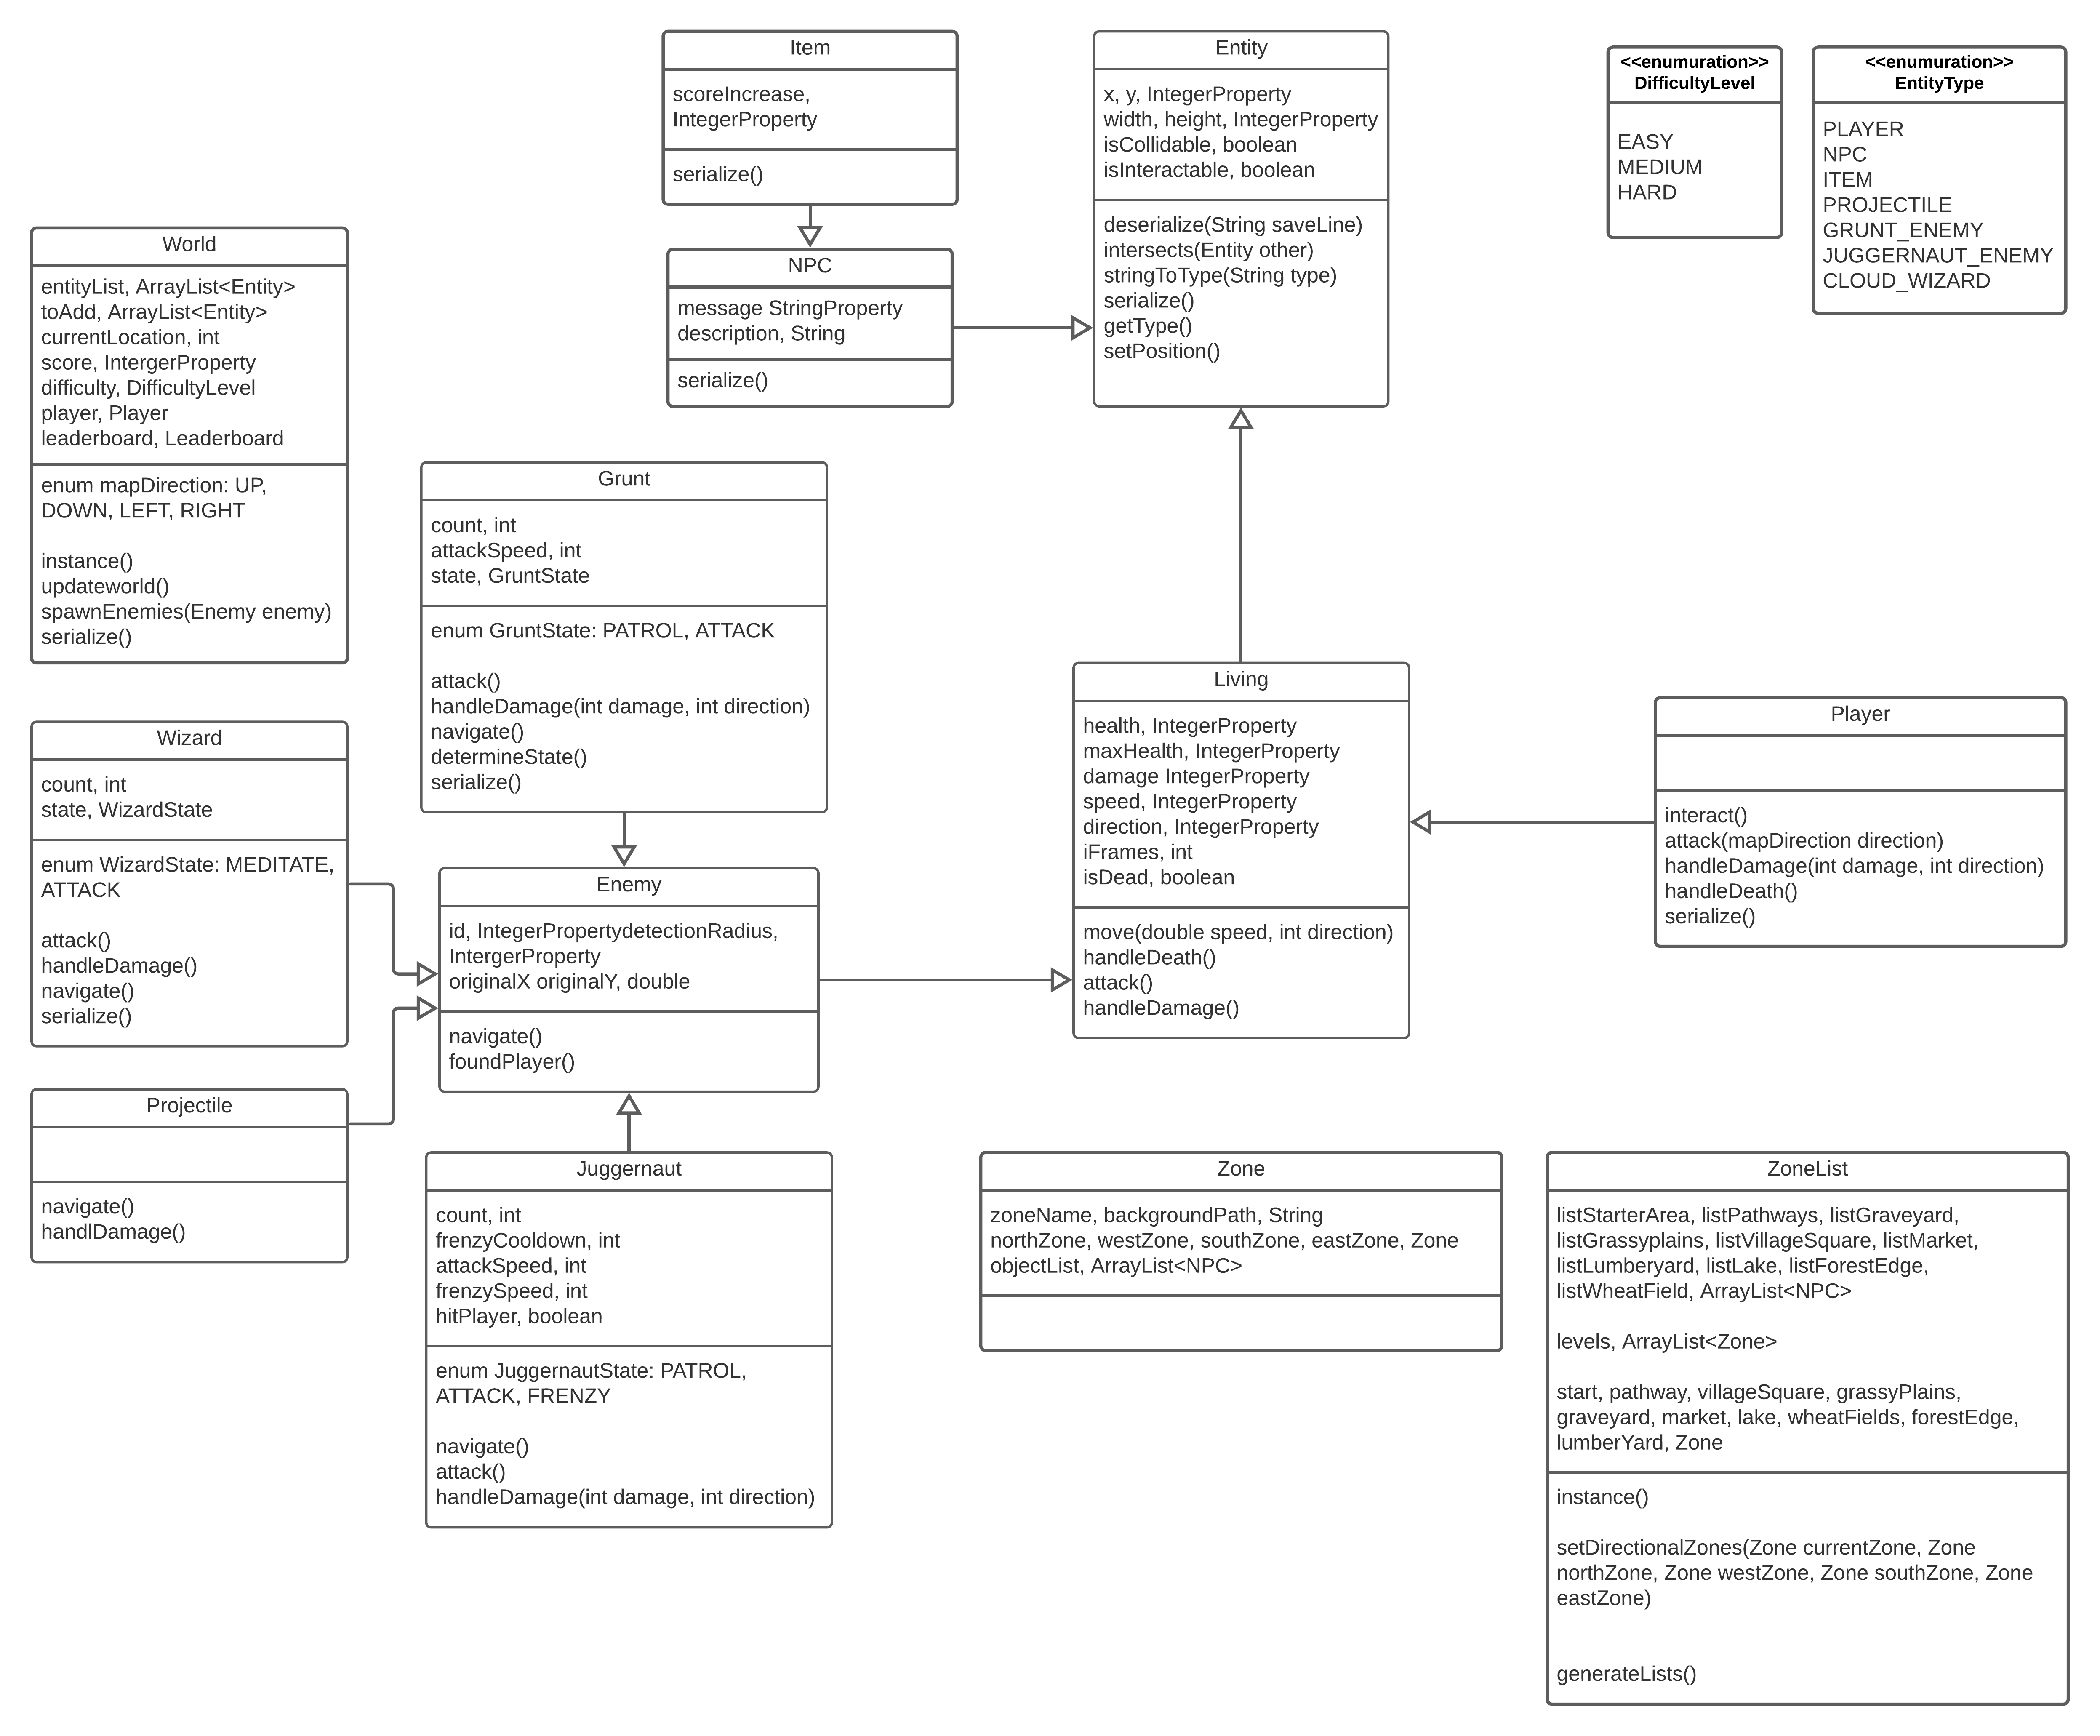 Item
scoreIncrease,
IntegerProperty
serialize()
Entity
x, y, IntegerProperty
width, height, IntegerProperty
isCollidable, boolean
isInteractable, boolean
deserialize(String saveLine)
intersects(Entity other)
stringToType(String type)
serialize()
getType()
setPosition()
<<enumuration>>
DifficultyLevel
EASY
MEDIUM
HARD
<<enumuration>>
EntityType
PLAYER
NPC
ITEM
PROJECTILE
GRUNT_ENEMY
JUGGERNAUT_ENEMY
CLOUD_WIZARD
World
entityList, ArrayList<Entity>
toAdd, ArrayList<Entity>
currentLocation, int
score, IntergerProperty
difficulty, DifficultyLevel
player, Player
leaderboard, Leaderboard
enum mapDirection: UP,
DOWN, LEFT, RIGHT
instance()
updateworld()
spawnEnemies(Enemy enemy)
serialize()
NPC
message StringProperty
description, String
serialize()
Grunt
count, int
attackSpeed, int
state, GruntState
enum GruntState: PATROL, ATTACK
attack()
handleDamage(int damage, int direction)
navigate()
determineState()
serialize()
Living
health, IntegerProperty
maxHealth, IntegerProperty
damage IntegerProperty
speed, IntegerProperty
direction, IntegerProperty
iFrames, int
isDead, boolean
move(double speed, int direction)
handleDeath()
attack()
handleDamage()
Player
interact()
attack(mapDirection direction)
handleDamage(int damage, int direction)
handleDeath()
serialize()
Wizard
count, int
state, WizardState
enum WizardState: MEDITATE,
ATTACK
attack()
handleDamage()
navigate()
serialize()
Enemy
id, IntegerPropertydetectionRadius,
IntergerProperty
originalX originalY, double
navigate()
foundPlayer()
Projectile
navigate()
handlDamage()
Juggernaut
count, int
frenzyCooldown, int
attackSpeed, int
frenzySpeed, int
hitPlayer, boolean
enum JuggernautState: PATROL,
ATTACK, FRENZY
navigate()
attack()
handleDamage(int damage, int direction)
Zone
zoneName, backgroundPath, String
northZone, westZone, southZone, eastZone, Zone
objectList, ArrayList<NPC>
ZoneList
listStarterArea, listPathways, listGraveyard,
listGrassyplains, listVillageSquare, listMarket,
listLumberyard, listLake, listForestEdge,
listWheatField, ArrayList<NPC>
levels, ArrayList<Zone>
start, pathway, villageSquare, grassyPlains,
graveyard, market, lake, wheatFields, forestEdge,
lumberYard, Zone
instance()
setDirectionalZones(Zone currentZone, Zone
northZone, Zone westZone, Zone southZone, Zone
eastZone)
generateLists()